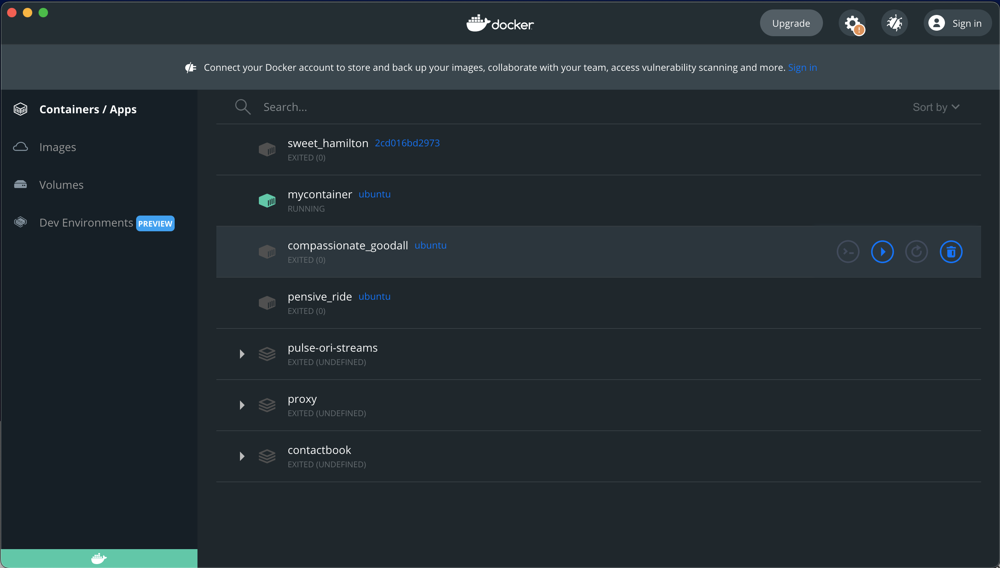 docker
Upgrade
Sign in
Connect your Docker account to store and back up your images, collaborate with your team, access vulnerability scanning and more. Sign in
Containers / Apps
Images
Volumes
Dev Environments PREVIEW
Search...
Sort by
sweet_hamilton 2cd016bd2973
EXITED (0)
mycontainer ubuntu
RUNNING
compassionate_goodall ubuntu
EXITED (0)
pensive_ride ubuntu
EXITED (0)
pulse-ori-streams
EXITED (UNDEFINED)
proxy
EXITED (UNDEFINED)
contactbook
EXITED (UNDEFINED)